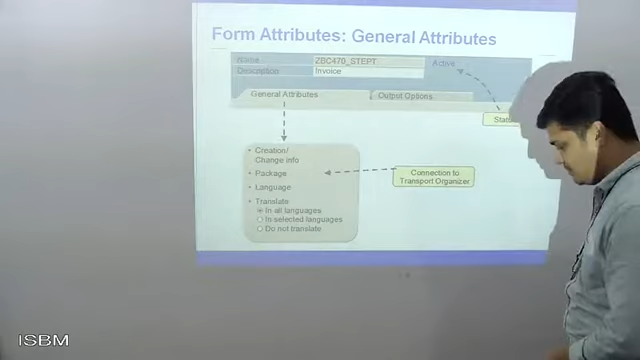 Form Attributes: General Attributes
Name ZBC470_STEPT Active
Description Invoice
General Attributes Output Options
Status
• Creation/
Change info
• Package
Connection to
Transport Organizer
• Language
• Translate
In all languages
In selected languages
Do not translate
ISBM